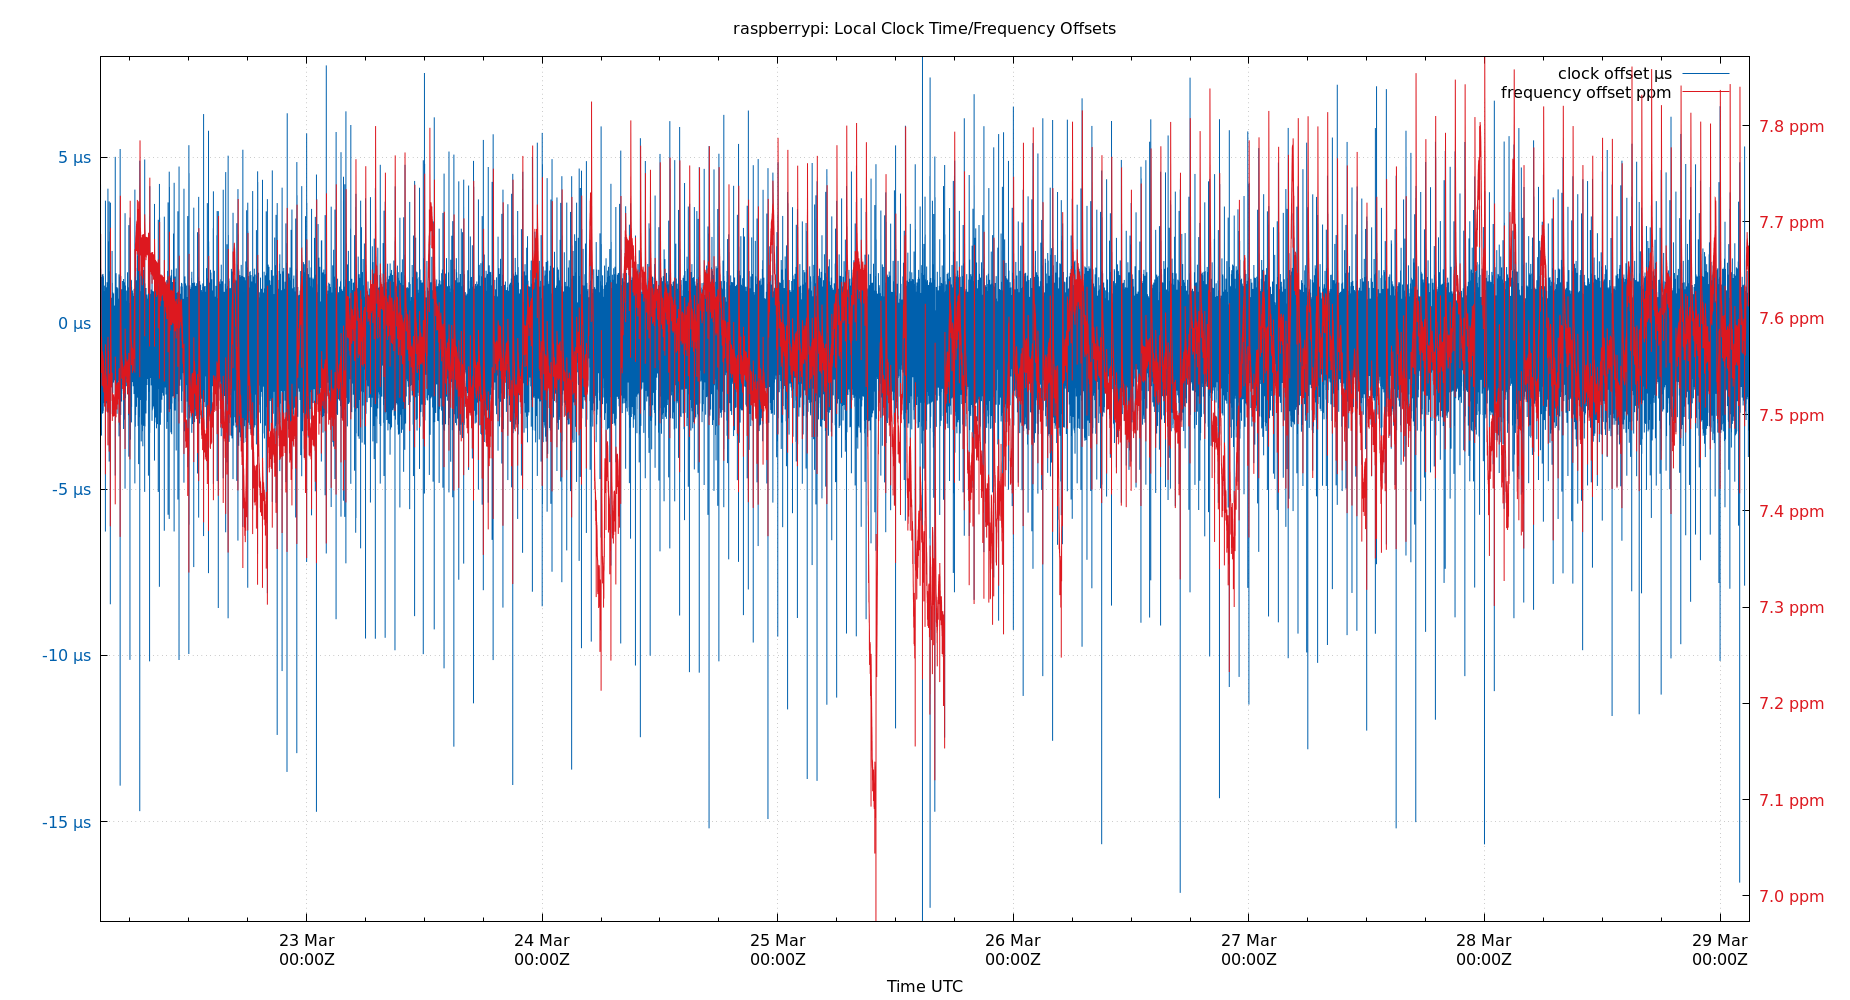 raspberrypi: Local Clock Time/Frequency Offsets
clock offset µs
frequency offset ppm
5 µs
0 µs
-5 µs
-10 µs
-15 µs
7.8 ppm
7.7 ppm
7.6 ppm
7.5 ppm
7.4 ppm
7.3 ppm
7.2 ppm
7.1 ppm
7.0 ppm
23 Mar 24 Mar 25 Mar 26 Mar 27 Mar 28 Mar 29 Mar
00:00Z 00:00Z 00:00Z 00:00Z 00:00Z 00:00Z 00:00Z
Time UTC